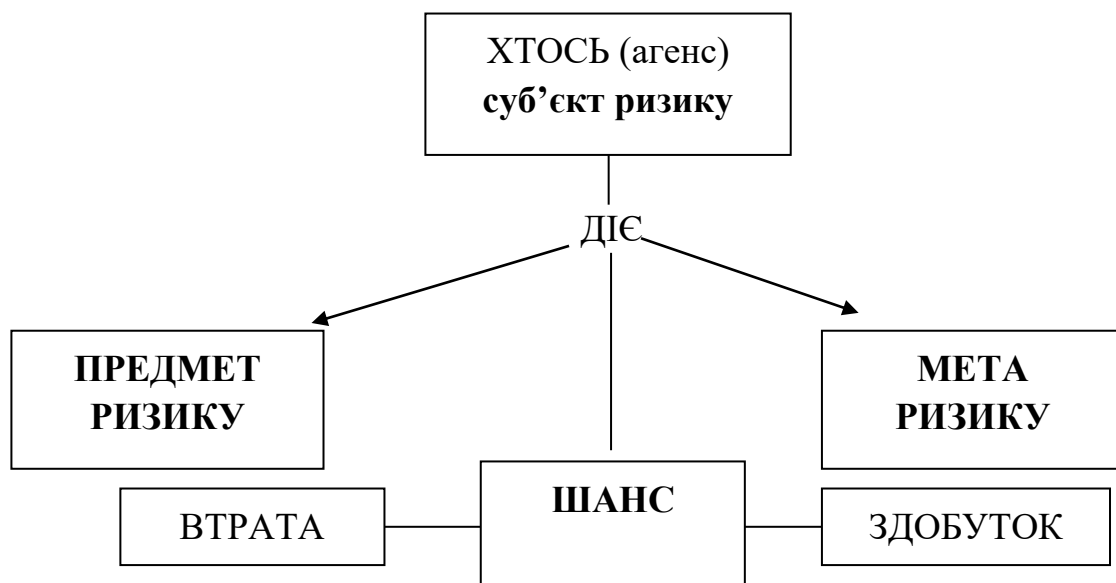 ХТОСЬ (агенс)
суб’єкт ризику
ДІЄ
ПРЕДМЕТ
РИЗИКУ
МЕТА
РИЗИКУ
ШАНС
ВТРАТА
ЗДОБУТОК